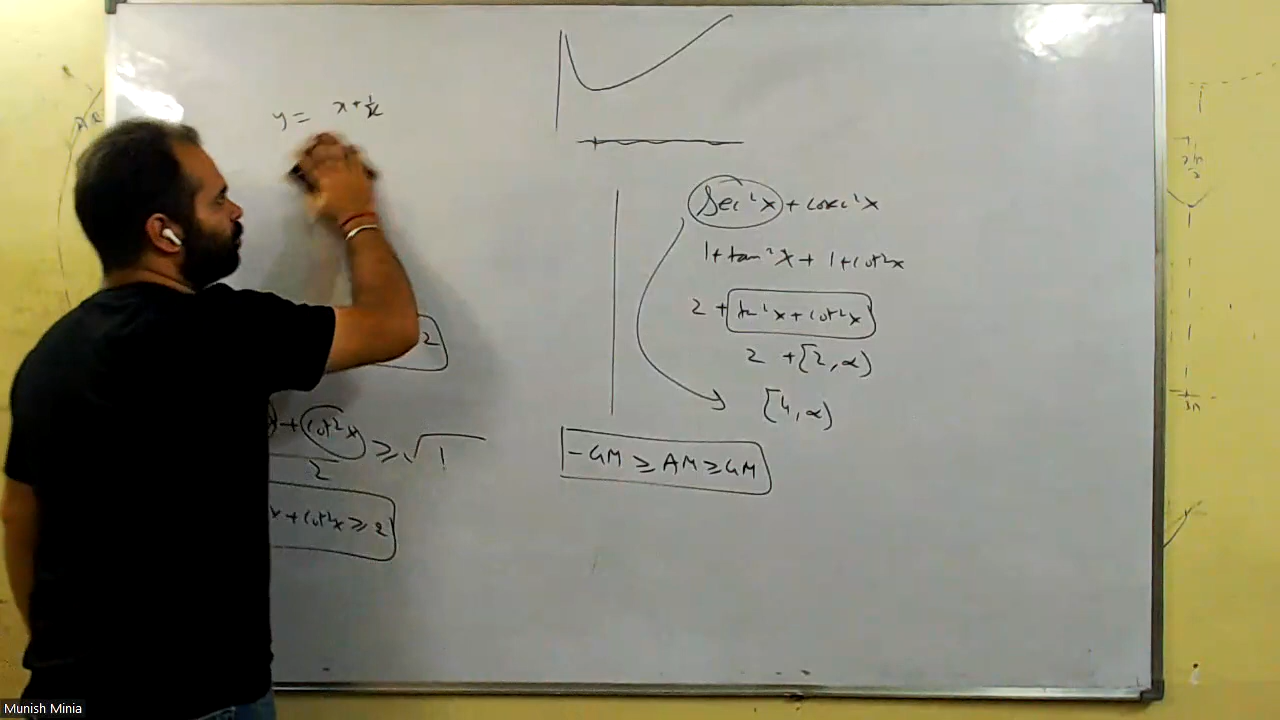 y = x + 1/x
sec²x + cosec²x
1 + tan²x + 1 + cot²x
2 + tan²x + cot²x
2 + [2, ∝)
[4, ∝)
2
+ cot²x
2
≥ √1
x + cot²x ≥ 2
-GM ≥ AM ≥ GM
Munish Minia